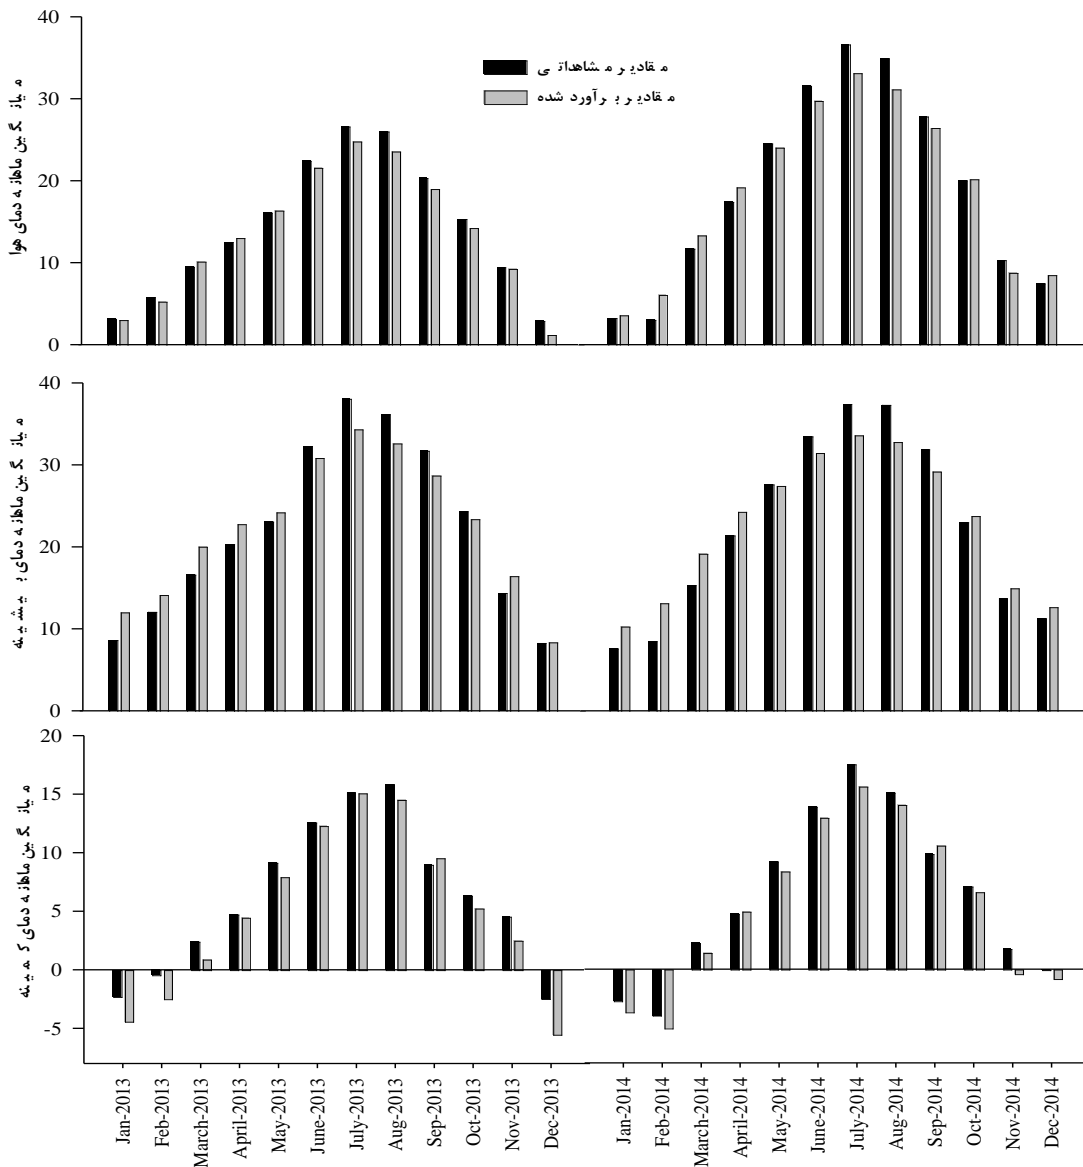 مقادیر مشاهداتی
مقادیر برآورد شده
میانگین ماهانه دمای هوا
40
30
20
10
0
میانگین ماهانه دمای بیشینه
40
30
20
10
0
میانگین ماهانه دمای کمینه
20
15
10
5
0
-5
Jan-2013
Feb-2013
March-2013
April-2013
May-2013
June-2013
July-2013
Aug-2013
Sep-2013
Oct-2013
Nov-2013
Dec-2013
Jan-2014
Feb-2014
March-2014
April-2014
May-2014
June-2014
July-2014
Aug-2014
Sep-2014
Oct-2014
Nov-2014
Dec-2014